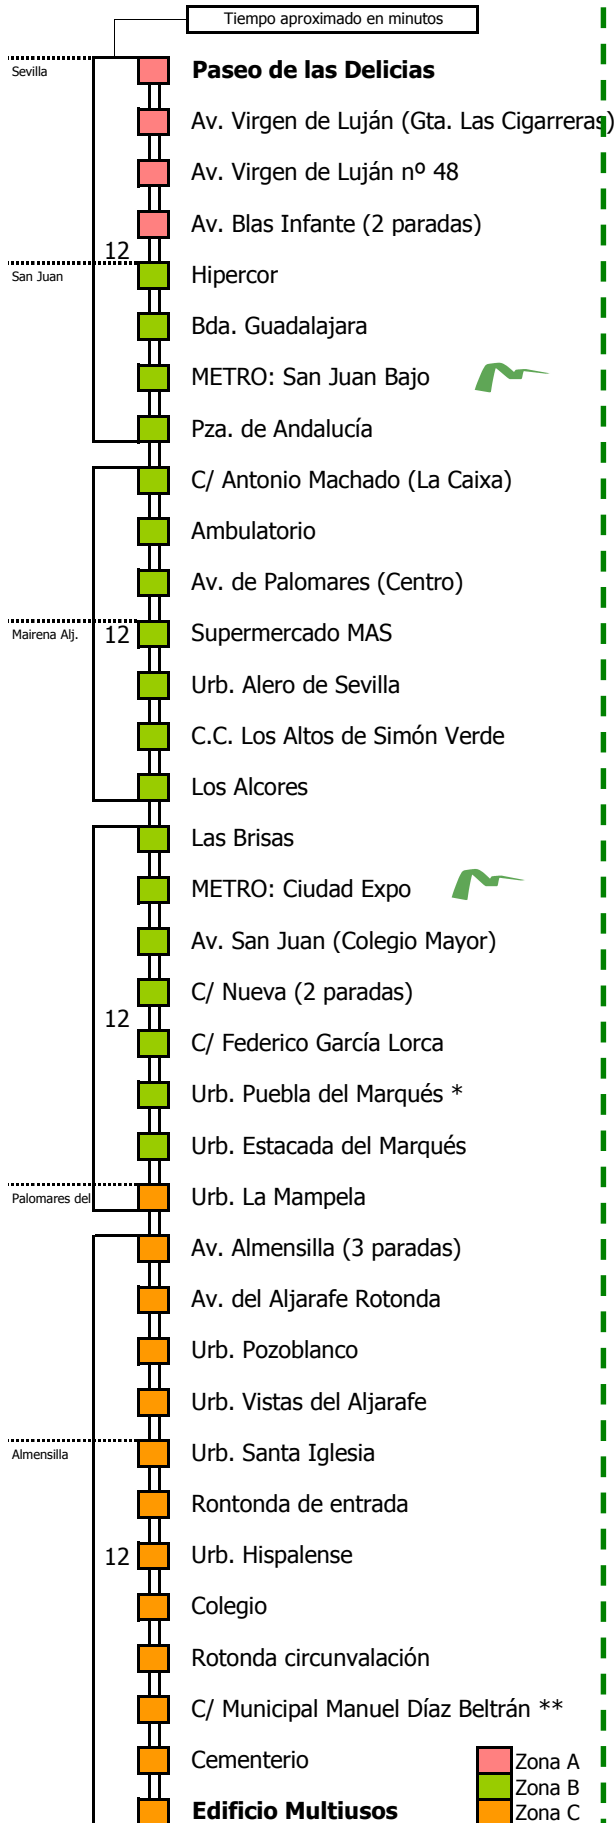 Tiempo aproximado en minutos
Sevilla
Paseo de las Delicias
Av. Virgen de Luján (Gta. Las Cigarreras)
Av. Virgen de Luján nº 48
Av. Blas Infante (2 paradas)
12
San Juan
Hipercor
Bda. Guadalajara
METRO: San Juan Bajo
Pza. de Andalucía
C/ Antonio Machado (La Caixa)
Ambulatorio
Av. de Palomares (Centro)
Mairena Alj.
12
Supermercado MAS
Urb. Alero de Sevilla
C.C. Los Altos de Simón Verde
Los Alcores
Las Brisas
METRO: Ciudad Expo
Av. San Juan (Colegio Mayor)
C/ Nueva (2 paradas)
12
C/ Federico García Lorca
Urb. Puebla del Marqués *
Urb. Estacada del Marqués
Palomares del
Urb. La Mampela
Av. Almensilla (3 paradas)
Av. del Aljarafe Rotonda
Urb. Pozoblanco
Urb. Vistas del Aljarafe
Almensilla
Urb. Santa Iglesia
Rontonda de entrada
12
Urb. Hispalense
Colegio
Rotonda circunvalación
C/ Municipal Manuel Díaz Beltrán **
Cementerio
Edificio Multiusos
Zona A
Zona B
Zona C